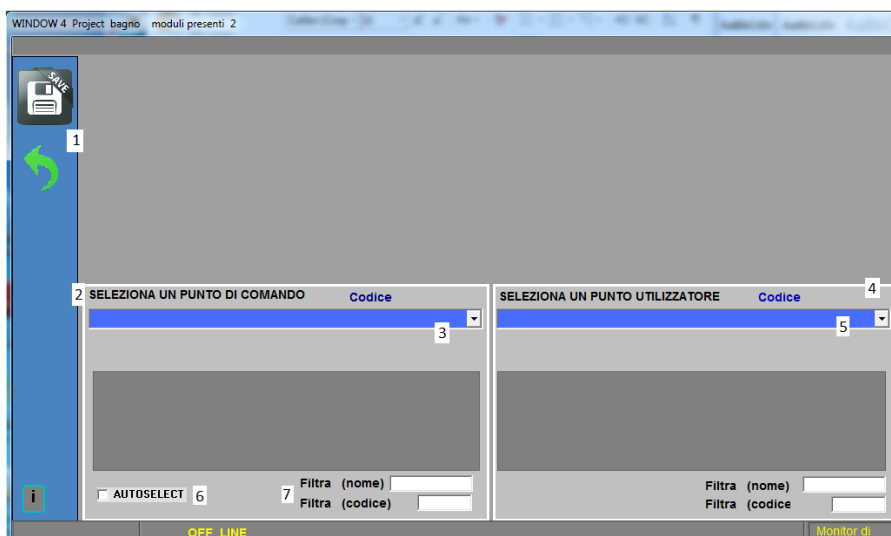 WINDOW 4 Project bagno moduli presenti 2
SAVE
1
2
SELEZIONA UN PUNTO DI COMANDO Codice
3
SELEZIONA UN PUNTO UTILIZZATORE Codice
4
5
AUTOSELECT
6
7
Filtra (nome)
Filtra (codice)
Filtra (nome)
Filtra (codice
i
OFF LINE
Monitor di